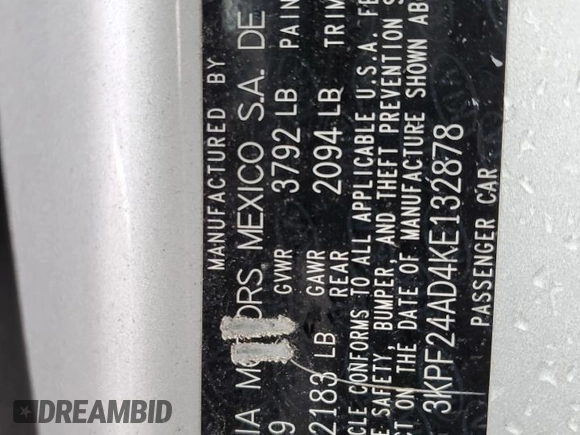 MANUFACTURED BY
IA MOTORS MEXICO S.A. DE
9 GVWR 3792 LB PAIN
2183 LB GAWR REAR 2094 LB TRIM
CLE CONFORMS TO ALL APPLICABLE U.S.A. FE
E SAFETY, BUMPER AND THEFT PREVENTION S
CT ON THE DATE OF MANUFACTURE SHOWN AB
3KPF24AD4KE132878
PASSENGER CAR
DREAMBID